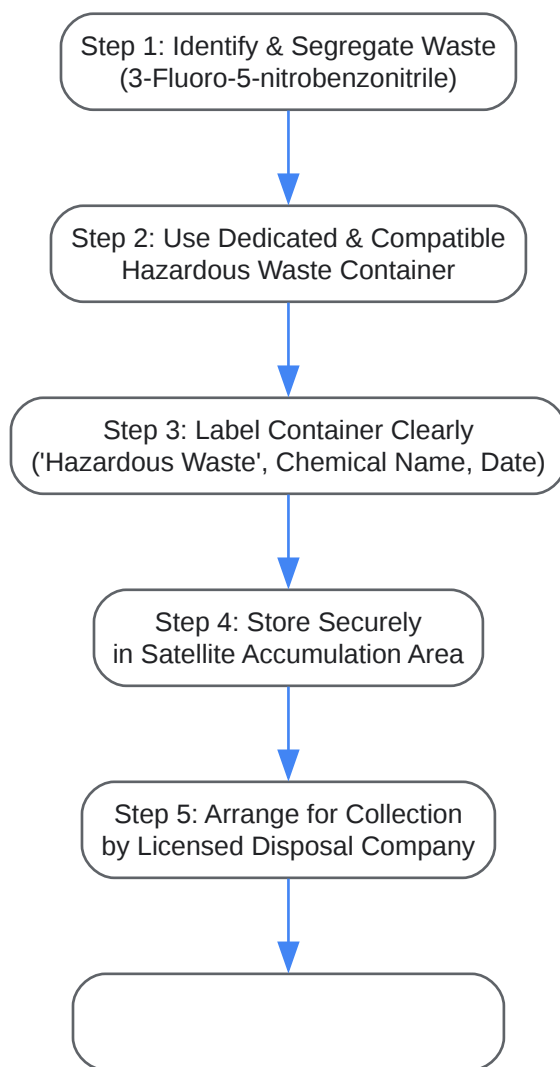 Step 1: Identify & Segregate Waste
(3-Fluoro-5-nitrobenzonitrile)
Step 2: Use Dedicated & Compatible
Hazardous Waste Container
Step 3: Label Container Clearly
('Hazardous Waste', Chemical Name, Date)
Step 4: Store Securely
in Satellite Accumulation Area
Step 5: Arrange for Collection
by Licensed Disposal Company